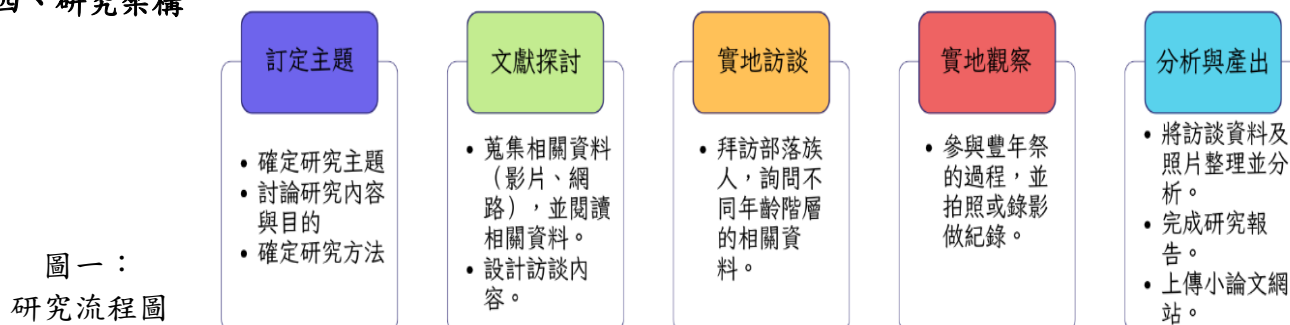 四、研究架構
訂定主題
• 確定研究主題
• 討論研究內容
與目的
• 確定研究方法
文獻探討
• 蒐集相關資料
（影片、網
路），並閱讀
相關資料。
• 設計訪談內
容。
實地訪談
• 拜訪部落族
人，詢問不
同年齡階層
的相關資
料。
實地觀察
• 參與豐年祭
的過程，並
拍照或錄影
做紀錄。
分析與產出
• 將訪談資料及
照片整理並分
析。
• 完成研究報
告。
• 上傳小論文網
站。
圖一：
研究流程圖